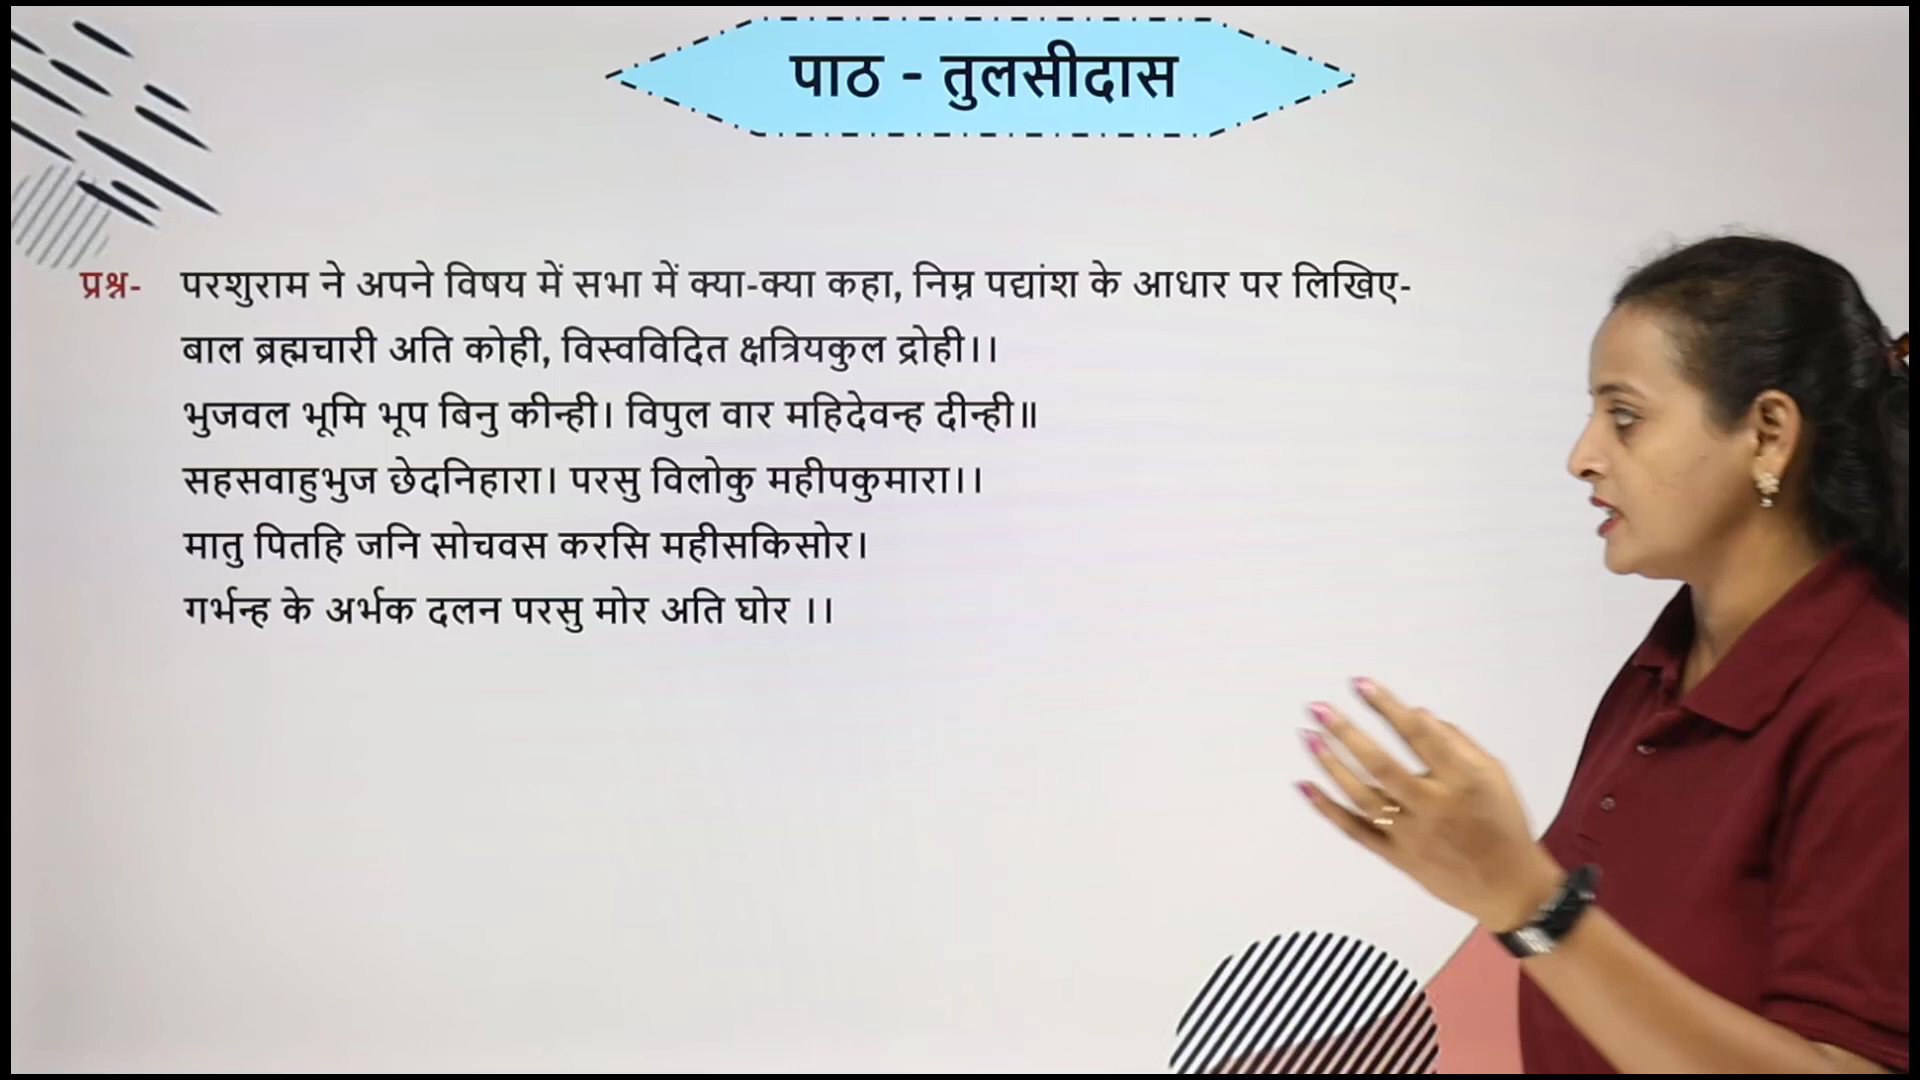 पाठ - तुलसीदास
प्रश्न- परशुराम ने अपने विषय में सभा में क्या-क्या कहा, निम्न पद्यांश के आधार पर लिखिए-
बाल ब्रह्मचारी अति कोही, विस्वविदित क्षत्रियकुल द्रोही।।
भुजवल भूमि भूप बिनु कीन्ही। विपुल वार महिदेवन्ह दीन्ही॥
सहसवाहुभुज छेदनिहारा। परसु विलोकु महीपकुमारा।।
मातु पितहि जनि सोचवस करसि महीसकिसोर।
गर्भन्ह के अर्भक दलन परसु मोर अति घोर ।।